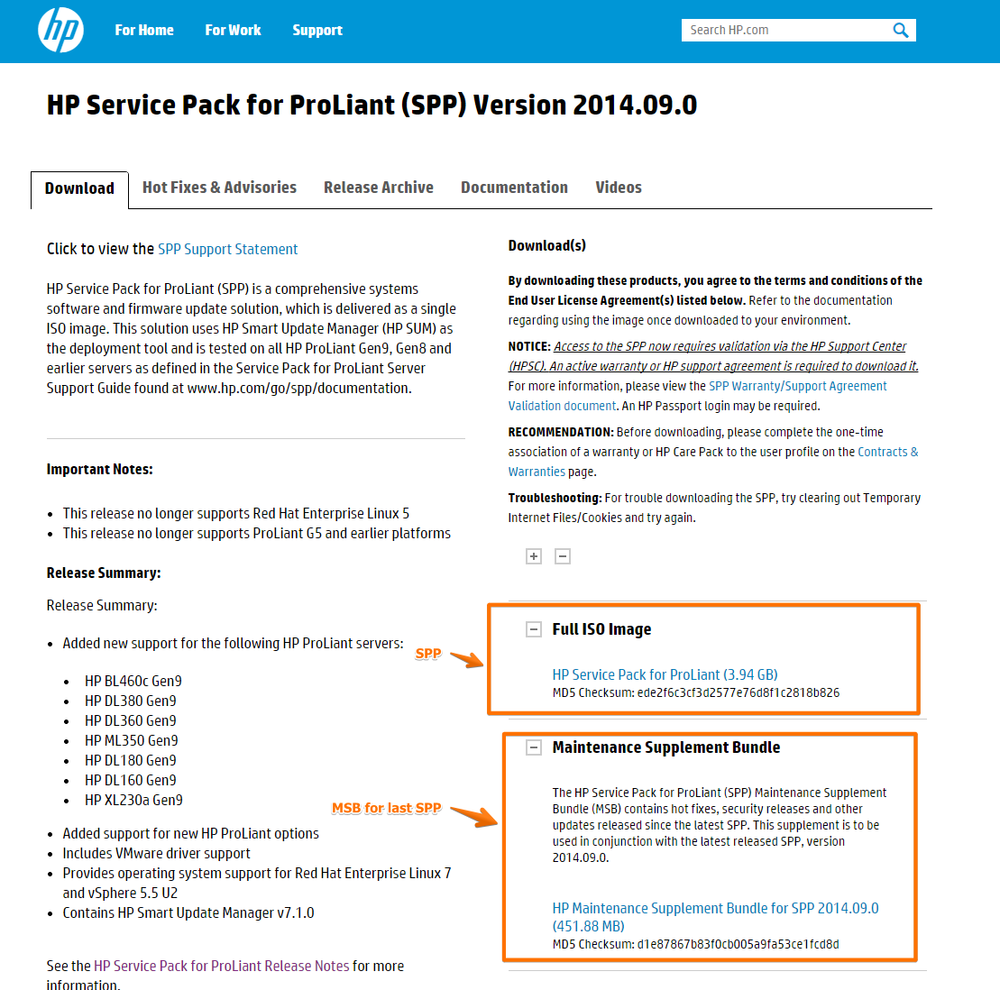 hp
For Home
For Work
Support
Search HP.com
HP Service Pack for ProLiant (SPP) Version 2014.09.0
Download
Hot Fixes & Advisories
Release Archive
Documentation
Videos
Click to view the SPP Support Statement
HP Service Pack for ProLiant (SPP) is a comprehensive systems
software and firmware update solution, which is delivered as a single
ISO image. This solution uses HP Smart Update Manager (HP SUM) as
the deployment tool and is tested on all HP ProLiant Gen9, Gen8 and
earlier servers as defined in the Service Pack for ProLiant Server
Support Guide found at www.hp.com/go/spp/documentation.
Important Notes:
• This release no longer supports Red Hat Enterprise Linux 5
• This release no longer supports ProLiant G5 and earlier platforms
Release Summary:
Release Summary:
• Added new support for the following HP ProLiant servers:
• HP BL460c Gen9
• HP DL380 Gen9
• HP DL360 Gen9
• HP ML350 Gen9
• HP DL180 Gen9
• HP DL160 Gen9
• HP XL230a Gen9
• Added support for new HP ProLiant options
• Includes VMware driver support
• Provides operating system support for Red Hat Enterprise Linux 7
and vSphere 5.5 U2
• Contains HP Smart Update Manager v7.1.0
See the HP Service Pack for ProLiant Release Notes for more
information.
Download(s)
By downloading these products, you agree to the terms and conditions of the
End User License Agreement(s) listed below. Refer to the documentation
regarding using the image once downloaded to your environment.
NOTICE: Access to the SPP now requires validation via the HP Support Center
(HPSC). An active warranty or HP support agreement is required to download it.
For more information, please view the SPP Warranty/Support Agreement
Validation document. An HP Passport login may be required.
RECOMMENDATION: Before downloading, please complete the one-time
association of a warranty or HP Care Pack to the user profile on the Contracts &
Warranties page.
Troubleshooting: For trouble downloading the SPP, try clearing out Temporary
Internet Files/Cookies and try again.
SPP
Full ISO Image
HP Service Pack for ProLiant (3.94 GB)
MD5 Checksum: ede2f6c3cf3d2577e76d8f1c2818b826
MSB for last SPP
Maintenance Supplement Bundle
The HP Service Pack for ProLiant (SPP) Maintenance Supplement
Bundle (MSB) contains hot fixes, security releases and other
updates released since the latest SPP. This supplement is to be
used in conjunction with the latest released SPP, version
2014.09.0.
HP Maintenance Supplement Bundle for SPP 2014.09.0
(451.88 MB)
MD5 Checksum: d1e87867b83f0cb005a9fa53ce1fcd8d